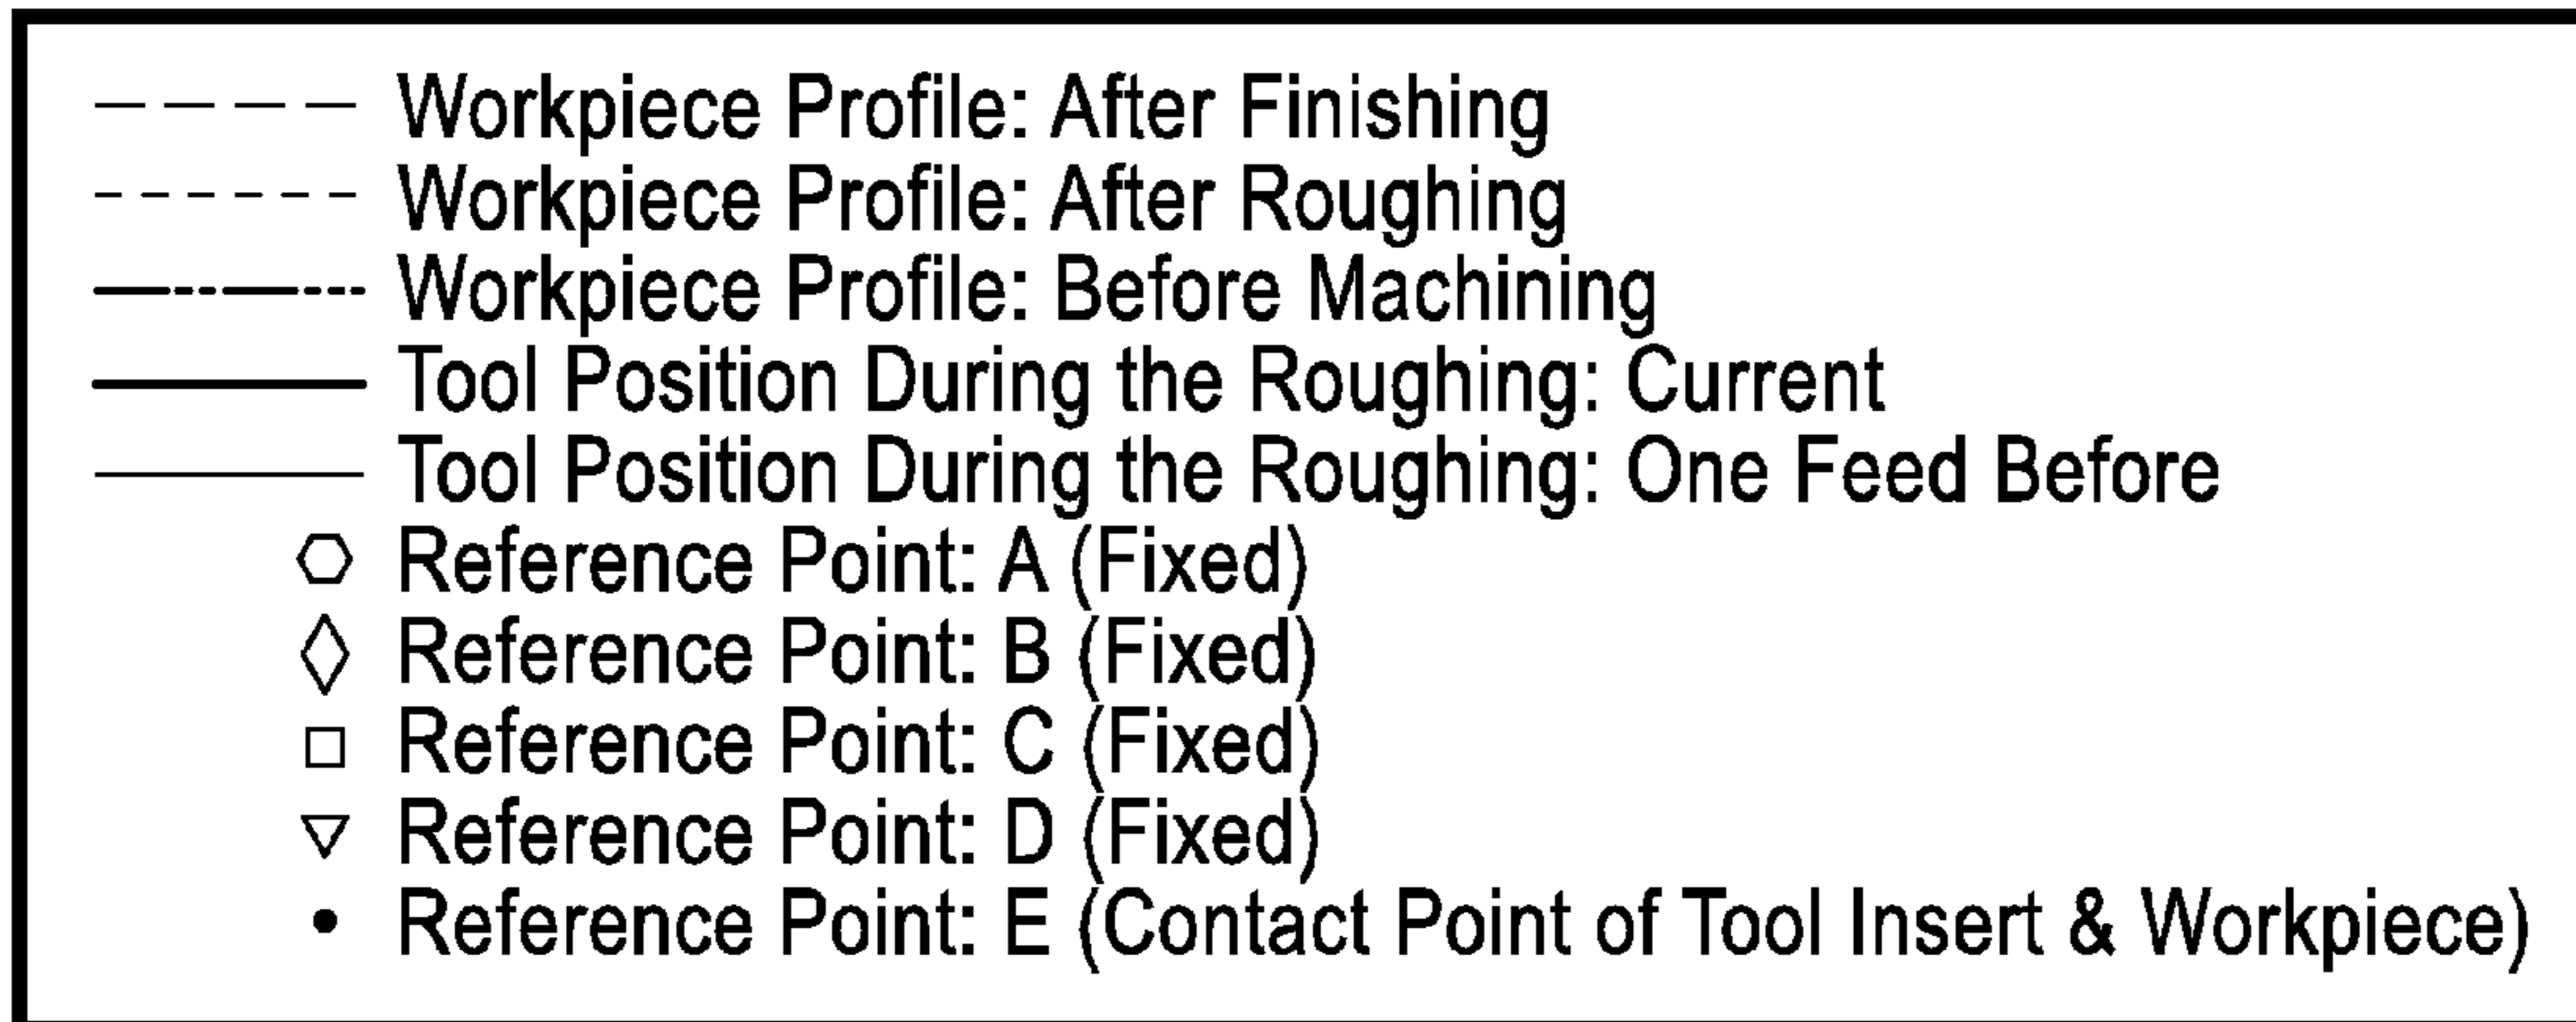 Workpiece Profile: After Finishing
Workpiece Profile: After Roughing
Workpiece Profile: Before Machining
Tool Position During the Roughing: Current
Tool Position During the Roughing: One Feed Before
Reference Point: A (Fixed)
Reference Point: B (Fixed)
Reference Point: C (Fixed)
Reference Point: D (Fixed)
Reference Point: E (Contact Point of Tool Insert & Workpiece)